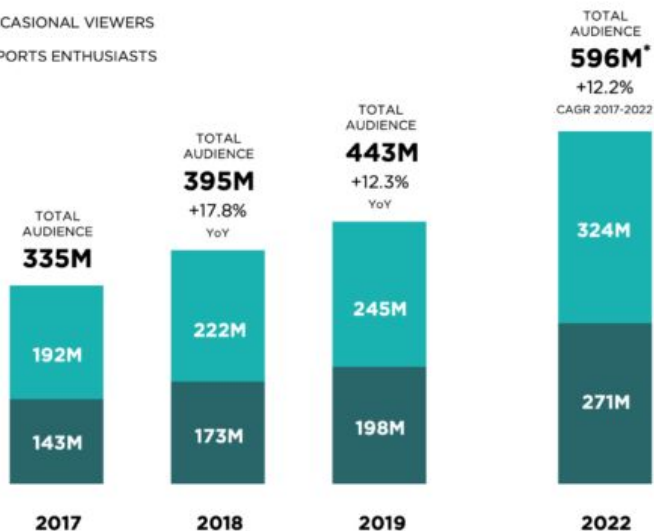 CASIONAL VIEWERS
PORTS ENTHUSIASTS
TOTAL
AUDIENCE
335M
192M
143M
2017
TOTAL
AUDIENCE
395M
+17.8%
YoY
222M
173M
2018
TOTAL
AUDIENCE
443M
+12.3%
YoY
245M
198M
2019
TOTAL
AUDIENCE
596M*
+12.2%
CAGR 2017-2022
324M
271M
2022